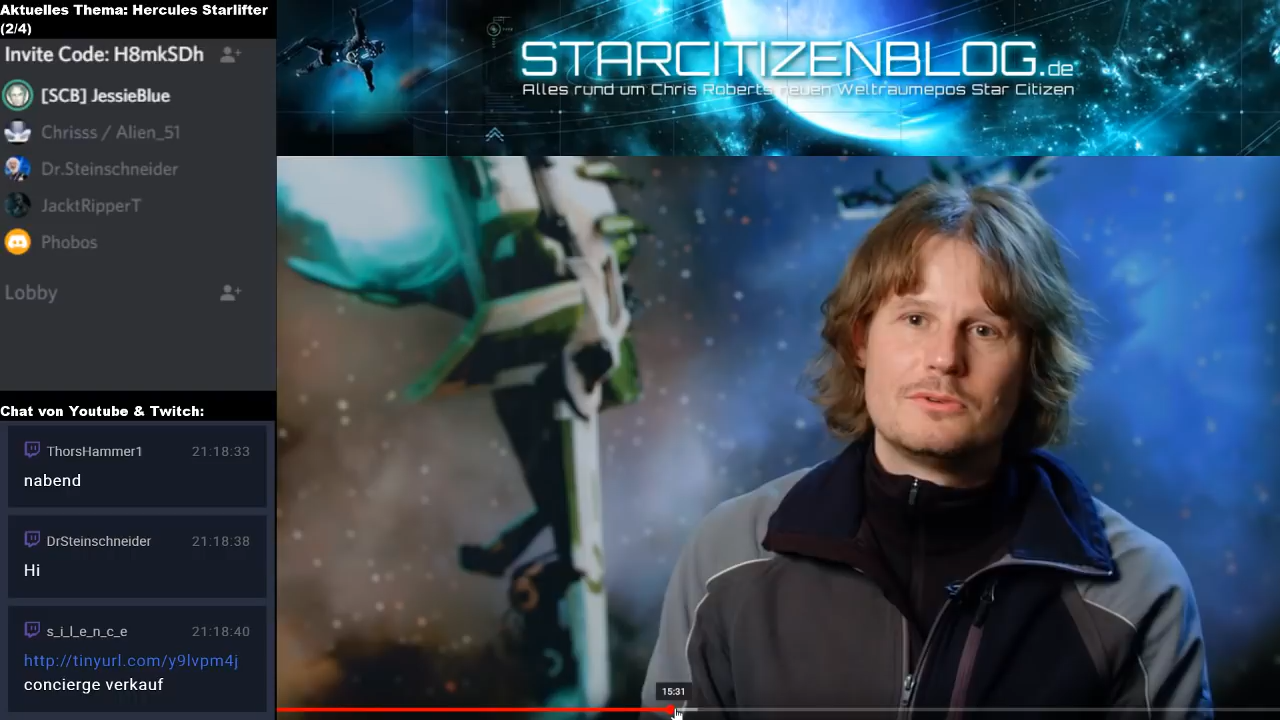 Aktuelles Thema: Hercules Starlifter
(2/4)
Invite Code: H8mkSDh
[SCB] JessieBlue
Chrisss / Alien_51
Dr.Steinschneider
JacktRipperT
Phobos
Lobby
Chat von Youtube & Twitch:
ThorsHammer1 21:18:33
nabend
DrSteinschneider 21:18:38
Hi
s_i_l_e_n_c_e 21:18:40
http://tinyurl.com/y9lvpm4j
concierge verkauf
STARCITIZENBLOG.de
Alles rund um Chris Roberts neuen Weltraumepos Star Citizen
15:31